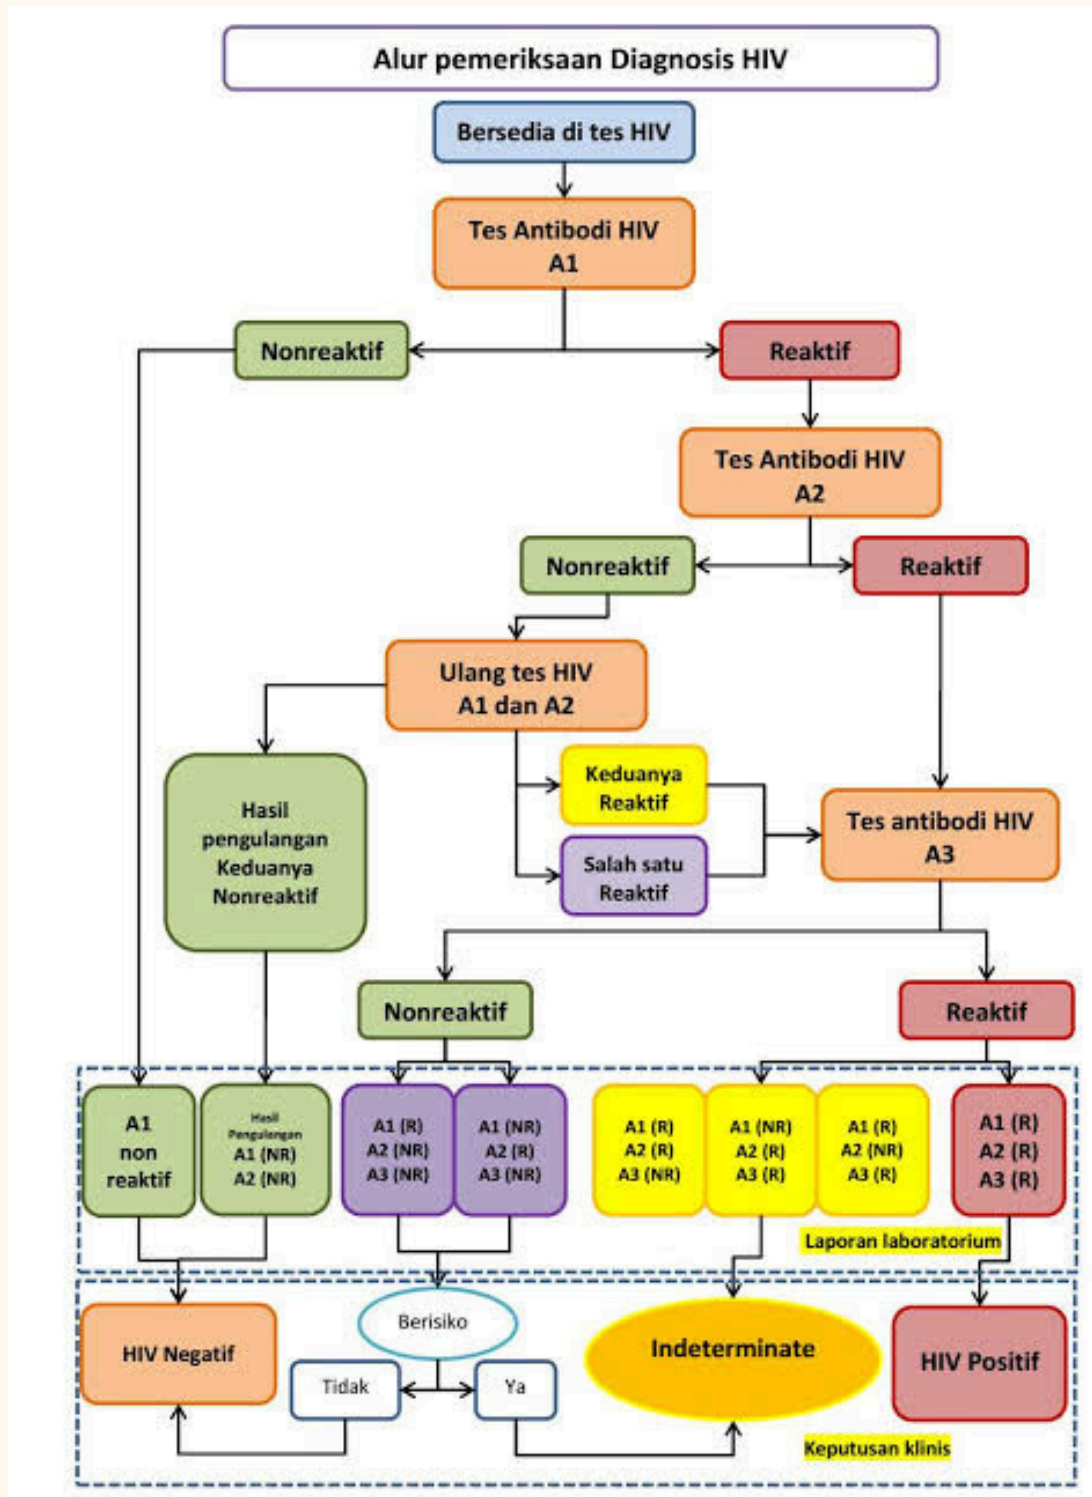 Alur pemeriksaan Diagnosis HIV
Bersedia di tes HIV
Tes Antibodi HIV
A1
Nonreaktif
Reaktif
Tes Antibodi HIV
A2
Nonreaktif
Reaktif
Ulang tes HIV
A1 dan A2
Keduanya
Reaktif
Hasil
pengulangan
Keduanya
Nonreaktif
Tes antibodi HIV
A3
Salah satu
Reaktif
Nonreaktif
Reaktif
A1
non
reaktif
Hasil
Pengulangan
A1 (NR)
A2 (NR)
A1 (R)
A2 (NR)
A3 (NR)
A1 (NR)
A2 (R)
A3 (NR)
A1 (R)
A2 (R)
A3 (NR)
A1 (NR)
A2 (R)
A3 (R)
A1 (R)
A2 (NR)
A3 (R)
A1 (R)
A2 (R)
A3 (R)
Laporan laboratorium
HIV Negatif
Berisiko
Tidak
Ya
Indeterminate
HIV Positif
Keputusan klinis